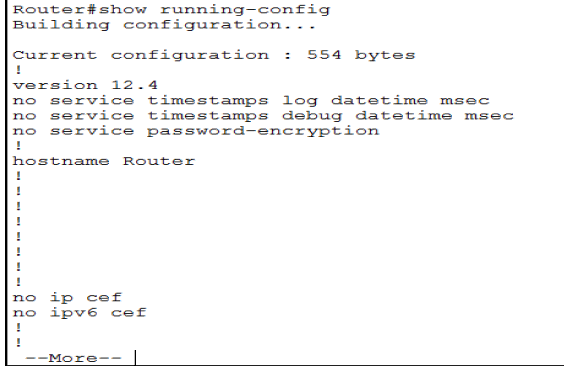 Router#show running-config
Building configuration...
Current configuration : 554 bytes
!
version 12.4
no service timestamps log datetime msec
no service timestamps debug datetime msec
no service password-encryption
!
hostname Router
!
!
!
!
!
!
!
!
no ip cef
no ipv6 cef
!
!
--More--